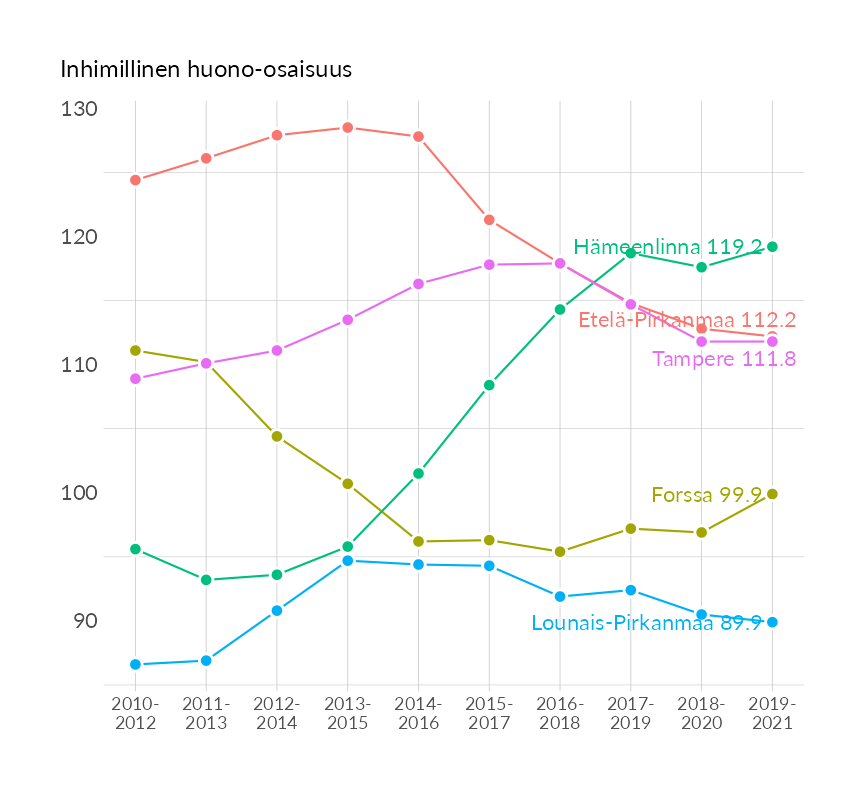 Inhimillinen huono-osaisuus
130
120
110
100
90
Hämeenlinna 119.2
Etelä-Pirkanmaa 112.2
Tampere 111.8
Forssa 99.9
Lounais-Pirkanmaa 89.9
2010- 2011- 2012- 2013- 2014- 2015- 2016- 2017- 2018- 2019-
2012 2013 2014 2015 2016 2017 2018 2019 2020 2021